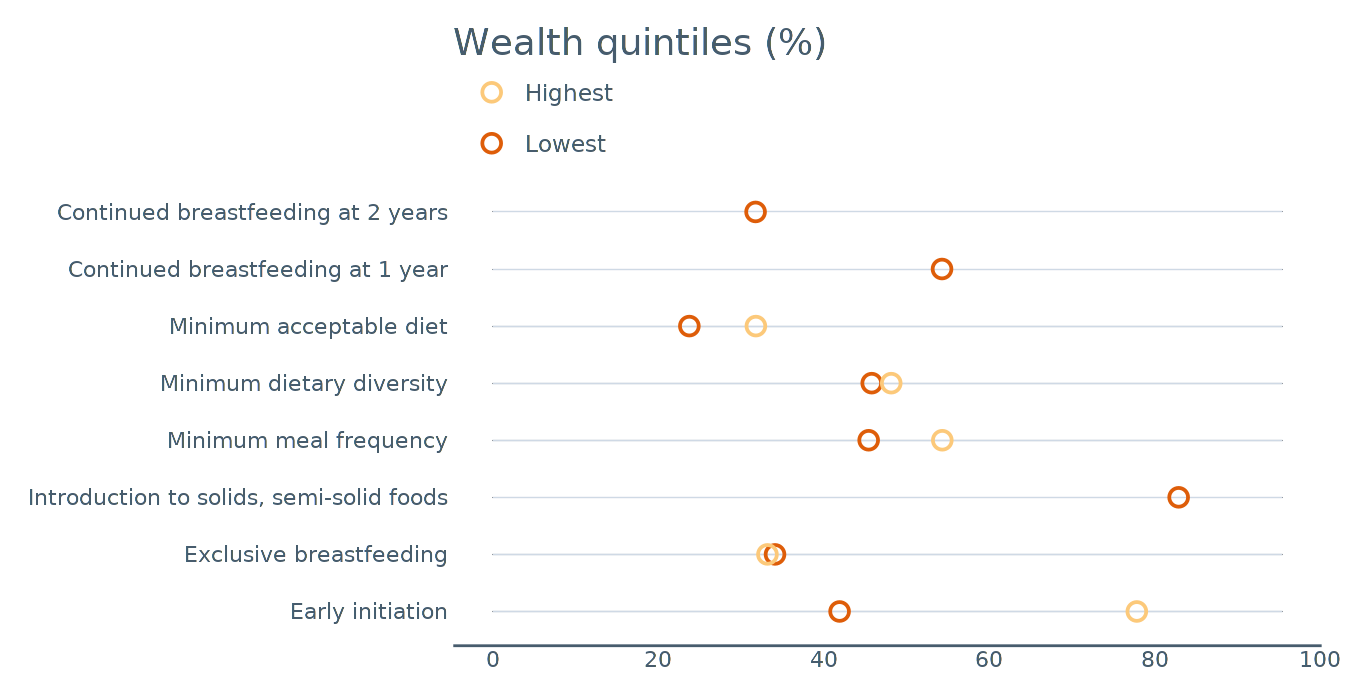 Wealth quintiles (%)
Highest
Lowest
Continued breastfeeding at 2 years
Continued breastfeeding at 1 year
Minimum acceptable diet
Minimum dietary diversity
Minimum meal frequency
Introduction to solids, semi-solid foods
Exclusive breastfeeding
Early initiation
0 20 40 60 80 100